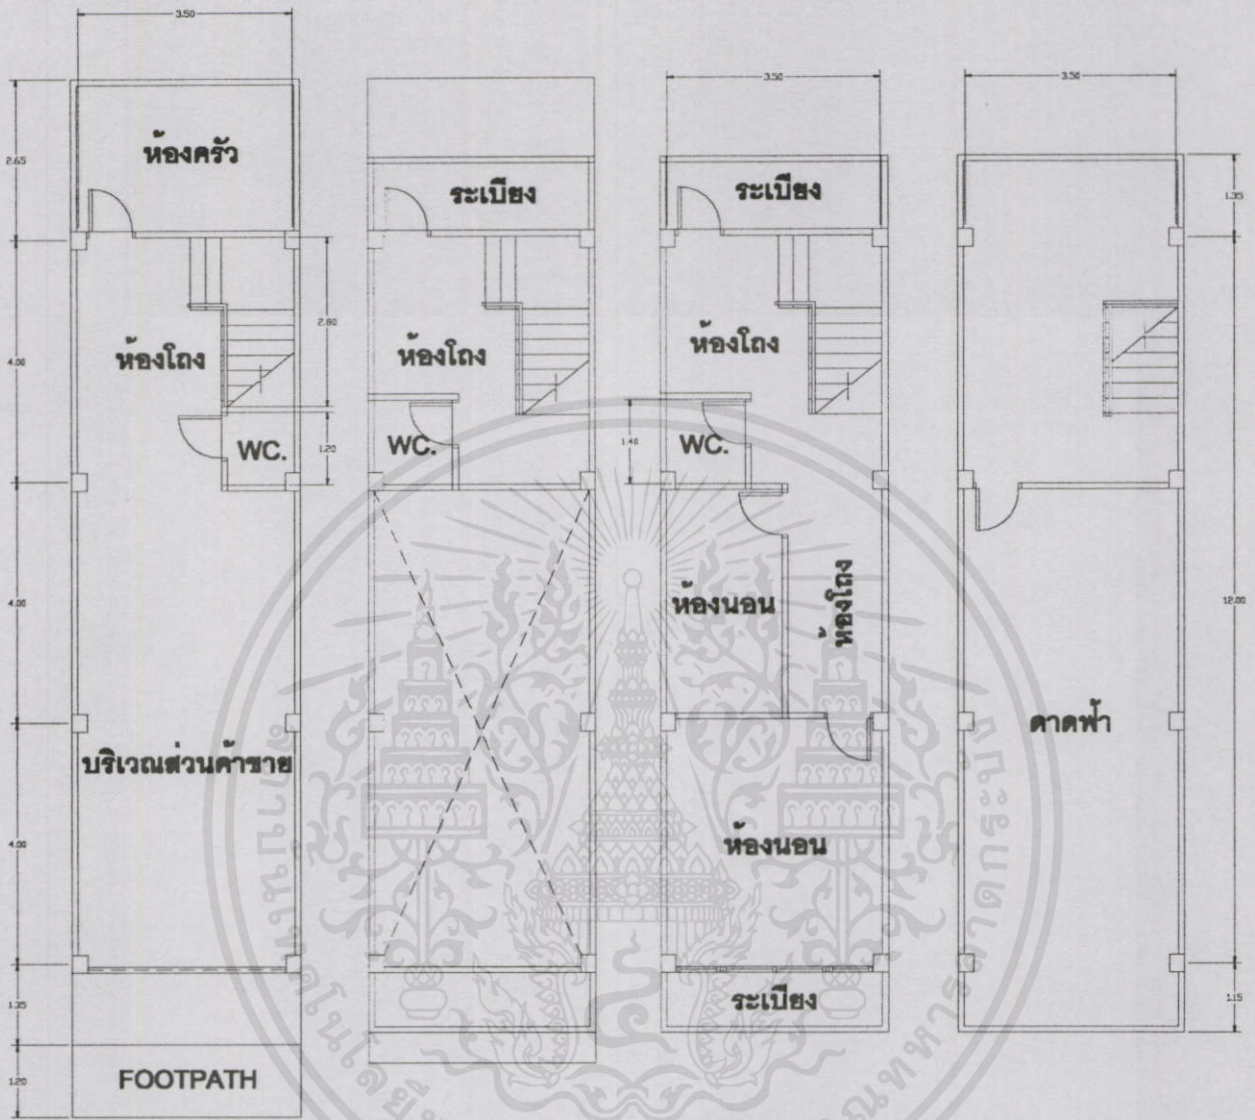 3.50
3.50
3.50
ห้องครัว
2.65
ระเบียง
ระเบียง
1.35
2.80
ห้องโถง
ห้องโถง
ห้องโถง
4.00
WC.
1.20
WC.
1.40
WC.
ห้องนอน
ห้องโถง
4.00
12.00
บริเวณส่วนค้าขาย
ดาดฟ้า
4.00
ห้องนอน
1.35
ระเบียง
1.15
FOOTPATH
1.20